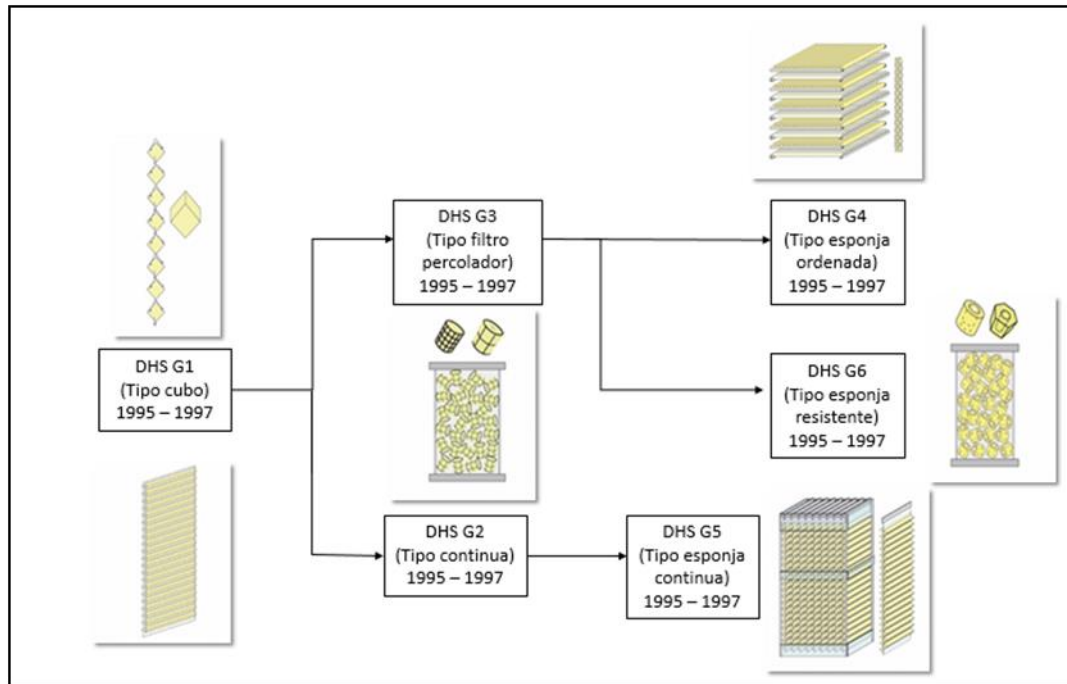 DHS G3
(Tipo filtro
percolador)
1995 – 1997
DHS G4
(Tipo esponja
ordenada)
1995 – 1997
DHS G1
(Tipo cubo)
1995 – 1997
DHS G6
(Tipo esponja
resistente)
1995 – 1997
DHS G2
(Tipo continua)
1995 – 1997
DHS G5
(Tipo esponja
continua)
1995 – 1997